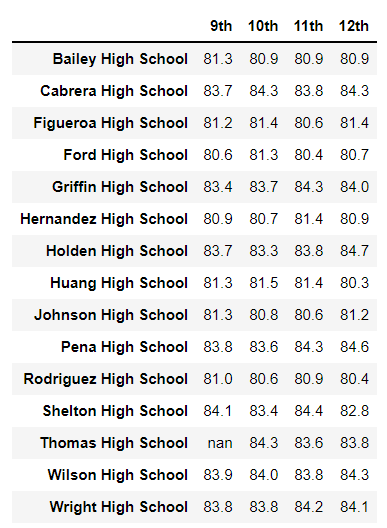 9th 10th 11th 12th
Bailey High School 81.3 80.9 80.9 80.9
Cabrera High School 83.7 84.3 83.8 84.3
Figueroa High School 81.2 81.4 80.6 81.4
Ford High School 80.6 81.3 80.4 80.7
Griffin High School 83.4 83.7 84.3 84.0
Hernandez High School 80.9 80.7 81.4 80.9
Holden High School 83.7 83.3 83.8 84.7
Huang High School 81.3 81.5 81.4 80.3
Johnson High School 81.3 80.8 80.6 81.2
Pena High School 83.8 83.6 84.3 84.6
Rodriguez High School 81.0 80.6 80.9 80.4
Shelton High School 84.1 83.4 84.4 82.8
Thomas High School nan 84.3 83.6 83.8
Wilson High School 83.9 84.0 83.8 84.3
Wright High School 83.8 83.8 84.2 84.1